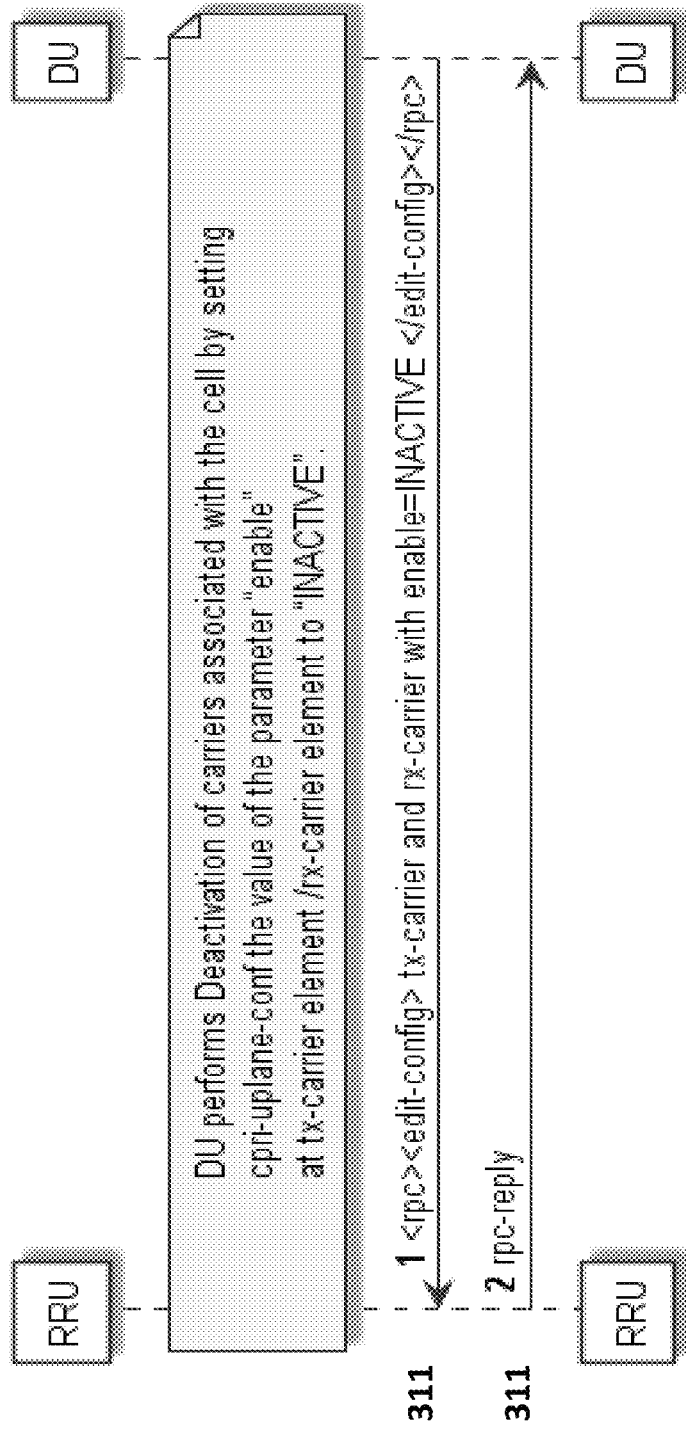 RRU
DU
DU performs Deactivation of carriers associated with the cell by setting
cpri-uplane-conf the value of the parameter "enable"
at tx-carrier element /rx-carrier element to "INACTIVE".
311
1 <rpc><edit-config> tx-carrier and rx-carrier with enable=INACTIVE </edit-config></rpc>
311
2 rpc-reply
RRU
DU